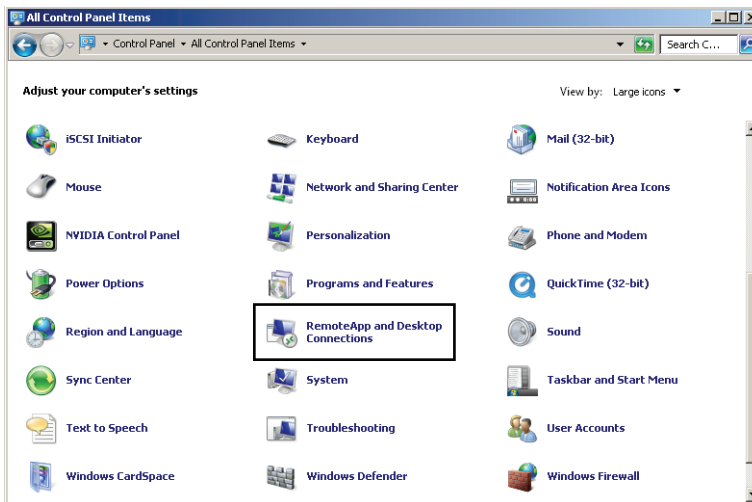 All Control Panel Items
Control Panel All Control Panel Items
Search C...
Adjust your computer's settings
View by: Large icons
iSCSI Initiator
Keyboard
Mail (32-bit)
Mouse
Network and Sharing Center
Notification Area Icons
NVIDIA Control Panel
Personalization
Phone and Modem
Power Options
Programs and Features
QuickTime (32-bit)
Region and Language
RemoteApp and Desktop
Connections
Sound
Sync Center
System
Taskbar and Start Menu
Text to Speech
Troubleshooting
User Accounts
Windows CardSpace
Windows Defender
Windows Firewall